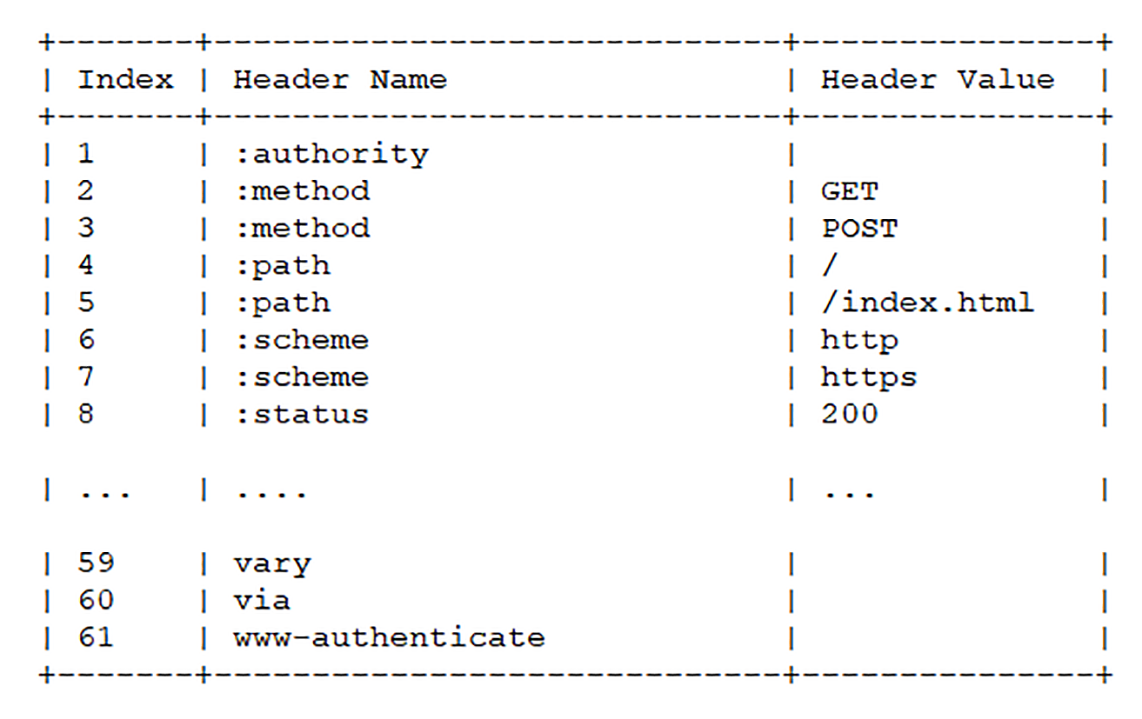 +-------+-----------------------------+---------------+
| Index | Header Name                 | Header Value  |
+-------+-----------------------------+---------------+
| 1     | :authority                  |               |
| 2     | :method                     | GET           |
| 3     | :method                     | POST          |
| 4     | :path                       | /             |
| 5     | :path                       | /index.html   |
| 6     | :scheme                     | http          |
| 7     | :scheme                     | https         |
| 8     | :status                     | 200           |
| ...   | ....                        | ...           |
| 59    | vary                        |               |
| 60    | via                         |               |
| 61    | www-authenticate            |               |
+-------+-----------------------------+---------------+